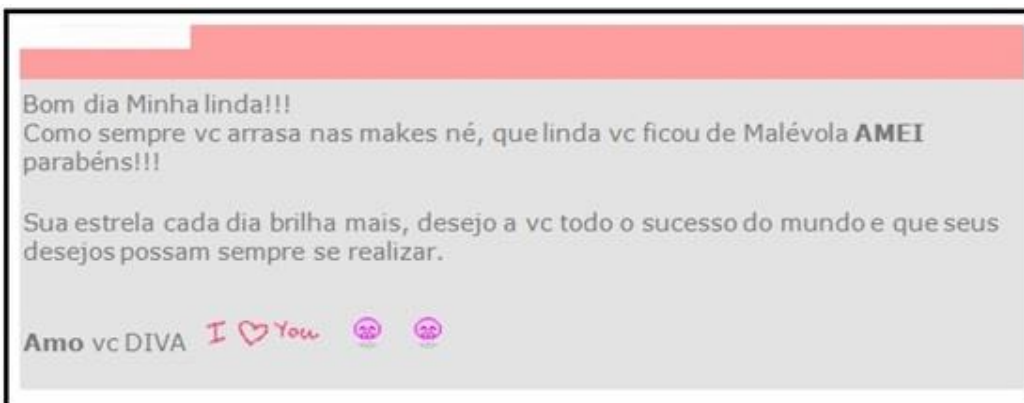 Bom dia Minha linda!!!
Como sempre vc arrasa nas makes né, que linda vc ficou de Malévola AMEI
parabéns!!!
Sua estrela cada dia brilha mais, desejo a vc todo o sucesso do mundo e que seus
desejos possam sempre se realizar.
Amo vc DIVA I ♡ You